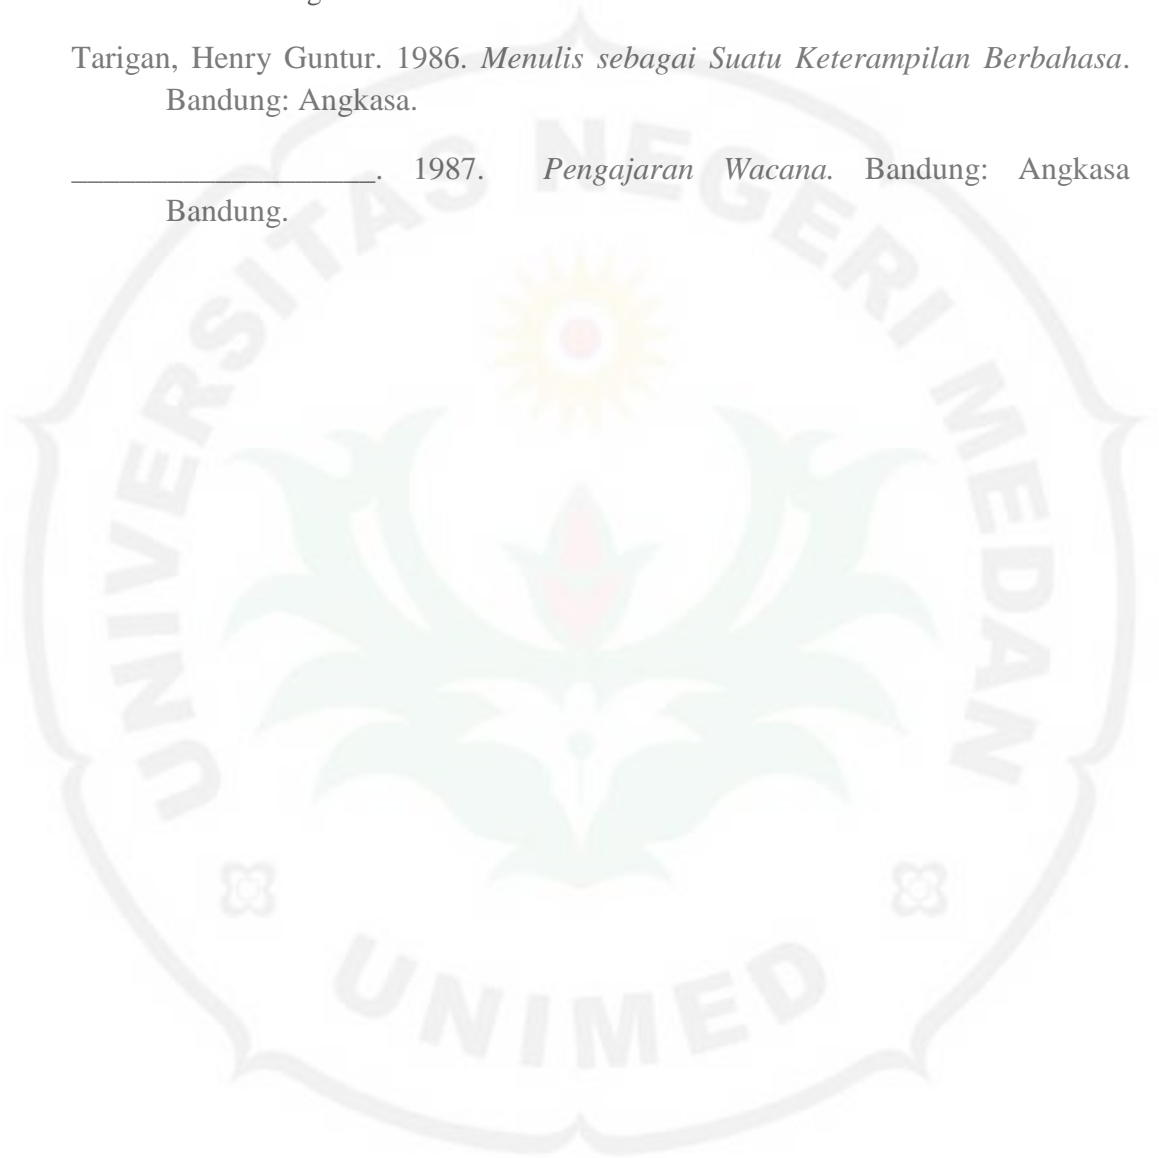 Tarigan, Henry Guntur. 1986. Menulis sebagai Suatu Keterampilan Berbahasa.
Bandung: Angkasa.
___________________. 1987. Pengajaran Wacana. Bandung: Angkasa
Bandung.
UNIVERSITAS NEGERI MEDAN
UNIMED